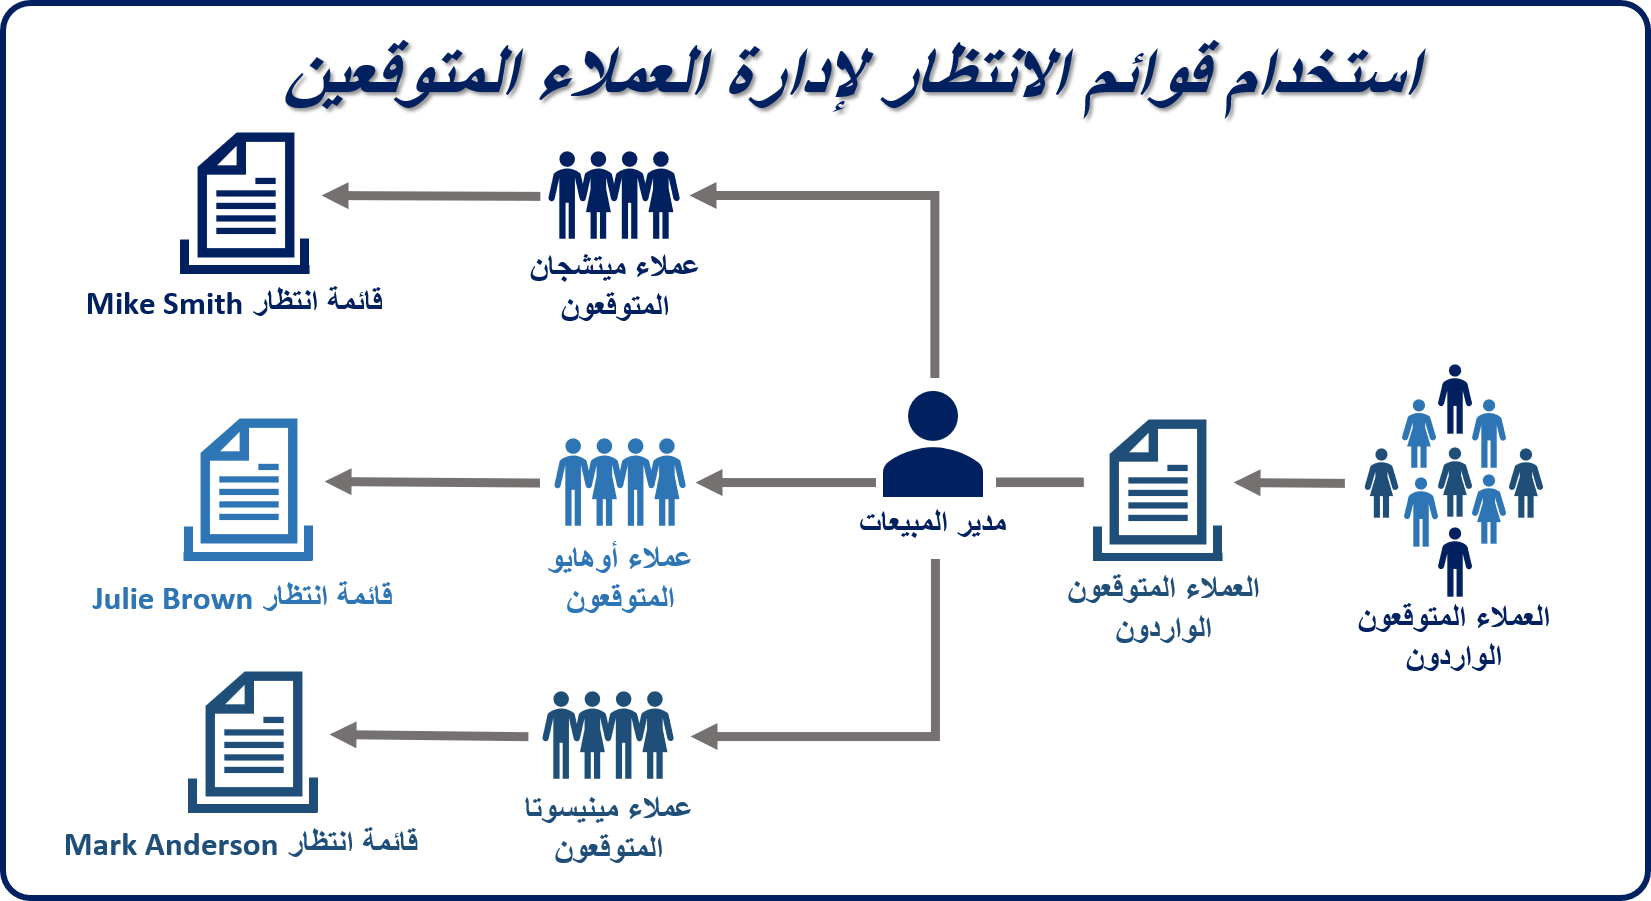 استخدام قوائم الانتظار لإدارة العملاء المتوقعين
العملاء المتوقعون
الواردون
العملاء المتوقعون
الواردون
مدير المبيعات
عملاء ميتشجان
المتوقعون
قائمة انتظار Mike Smith
عملاء أوهايو
المتوقعون
قائمة انتظار Julie Brown
عملاء مينيسوتا
المتوقعون
قائمة انتظار Mark Anderson